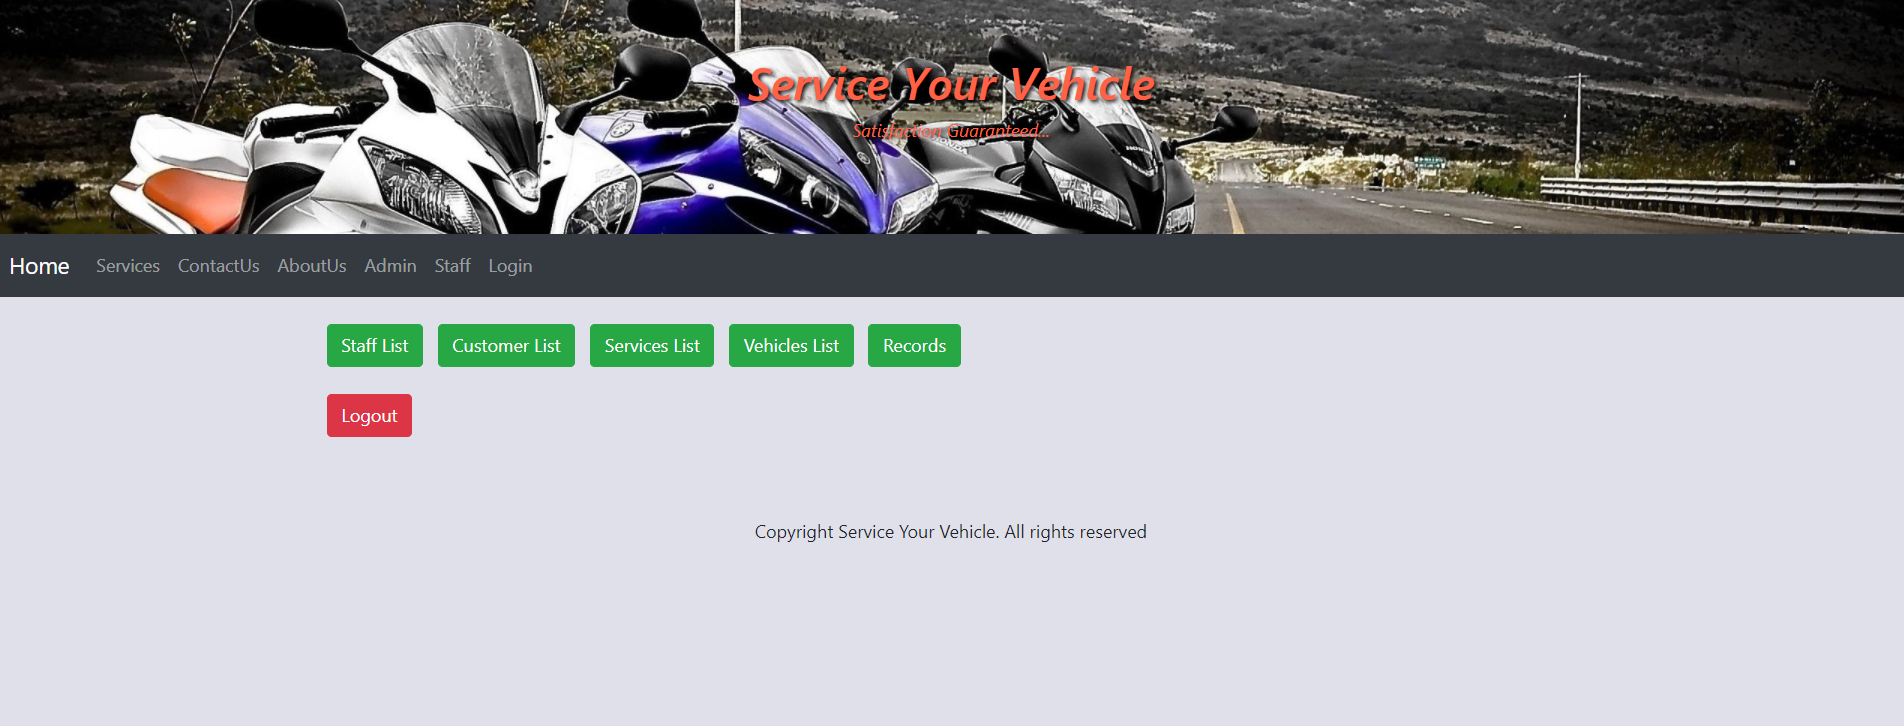 Service Your Vehicle
Satisfaction Guaranteed...
Home Services ContactUs AboutUs Admin Staff Login
Staff List Customer List Services List Vehicles List Records
Logout
Copyright Service Your Vehicle. All rights reserved